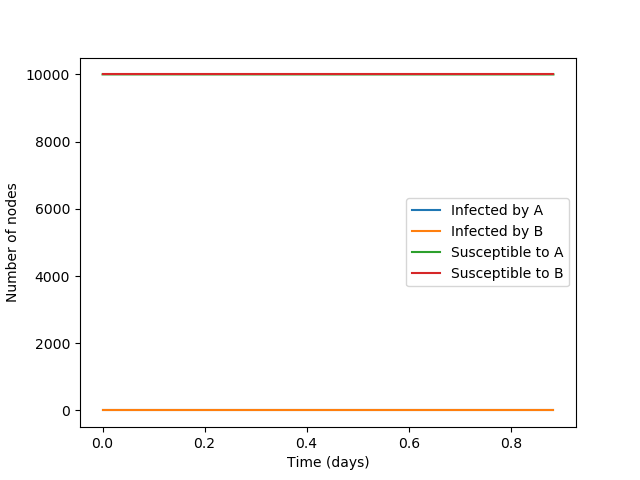 10000
8000
6000
4000
2000
0
Number of nodes
Infected by A
Infected by B
Susceptible to A
Susceptible to B
0.0 0.2 0.4 0.6 0.8
Time (days)